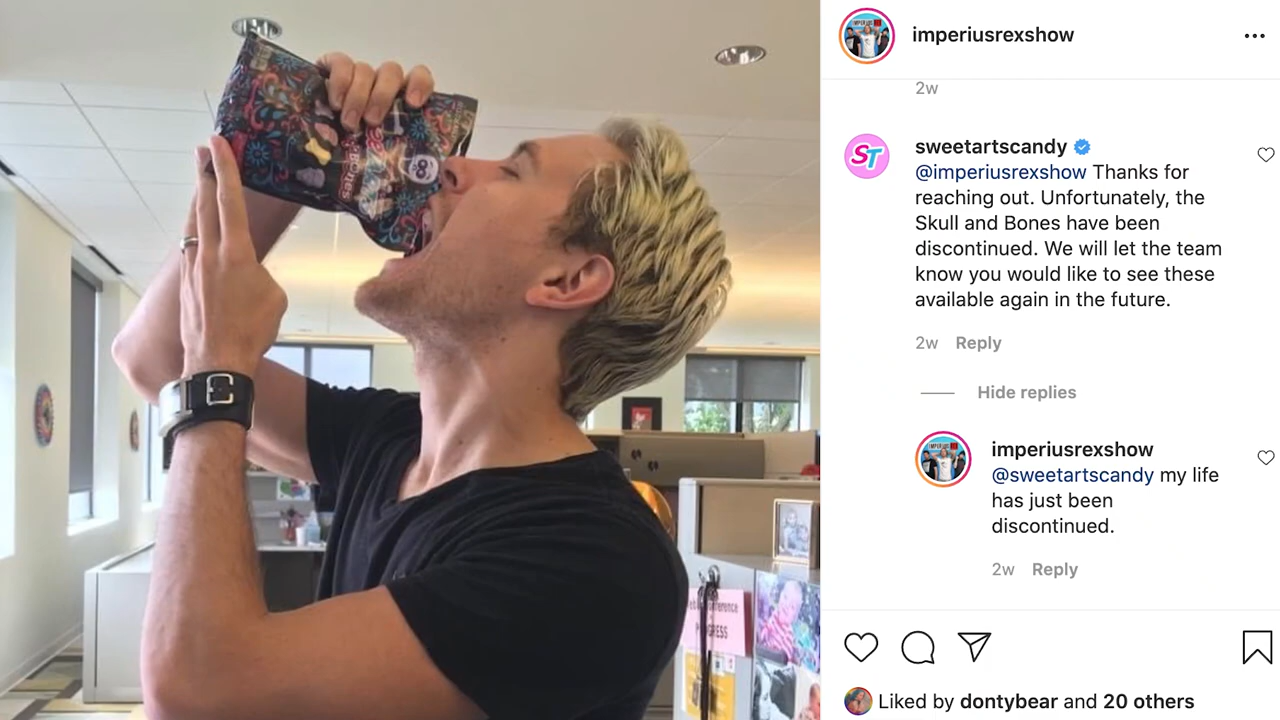 imperiusrexshow
2w
ST
sweetartscandy
@imperiusrexshow Thanks for
reaching out. Unfortunately, the
Skull and Bones have been
discontinued. We will let the team
know you would like to see these
available again in the future.
2w Reply
Hide replies
imperiusrexshow
@sweetartscandy my life
has just been
discontinued.
2w Reply
Liked by dontybear and 20 others